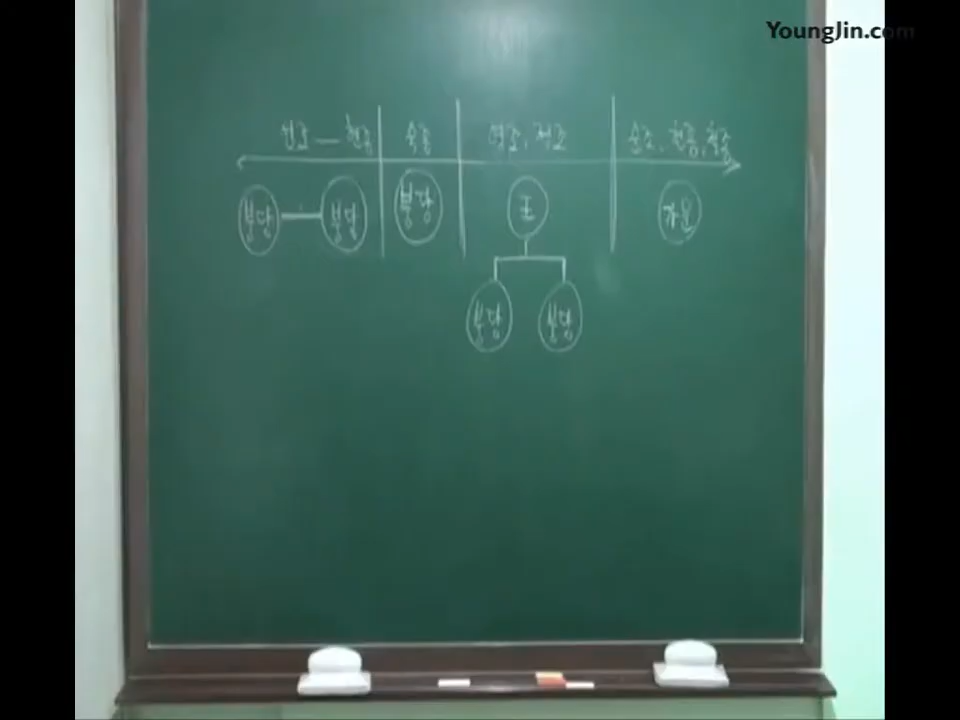 YoungJin.com
선조 — 현종 숙종 영조, 정조 순조, 헌종, 철종
붕당 — 붕당 붕당 王 가문
붕당 붕당